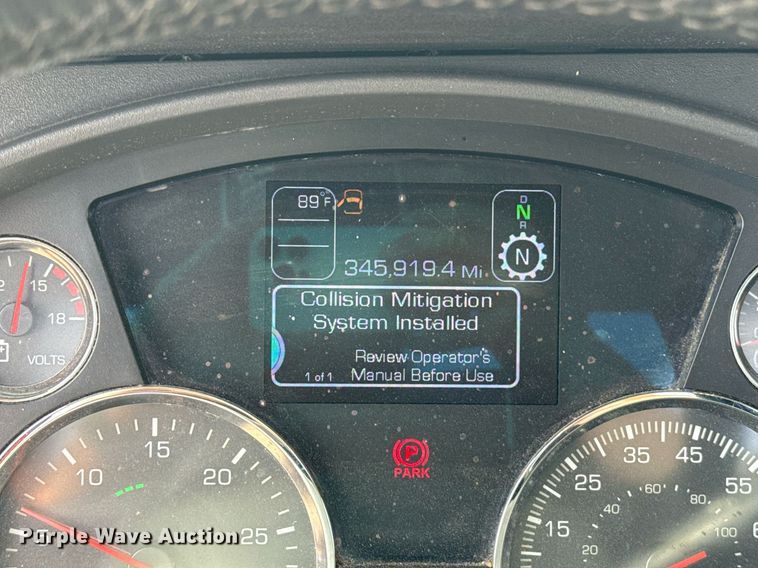 89°F
D
N
R
N
345,919.4 Mi
Collision Mitigation
System Installed
Review Operator's
1 of 1 Manual Before Use
15
18
VOLTS
P
PARK
10
15
20
25
15
25
35
45
55
20
40
60
80
100
Purple Wave Auction